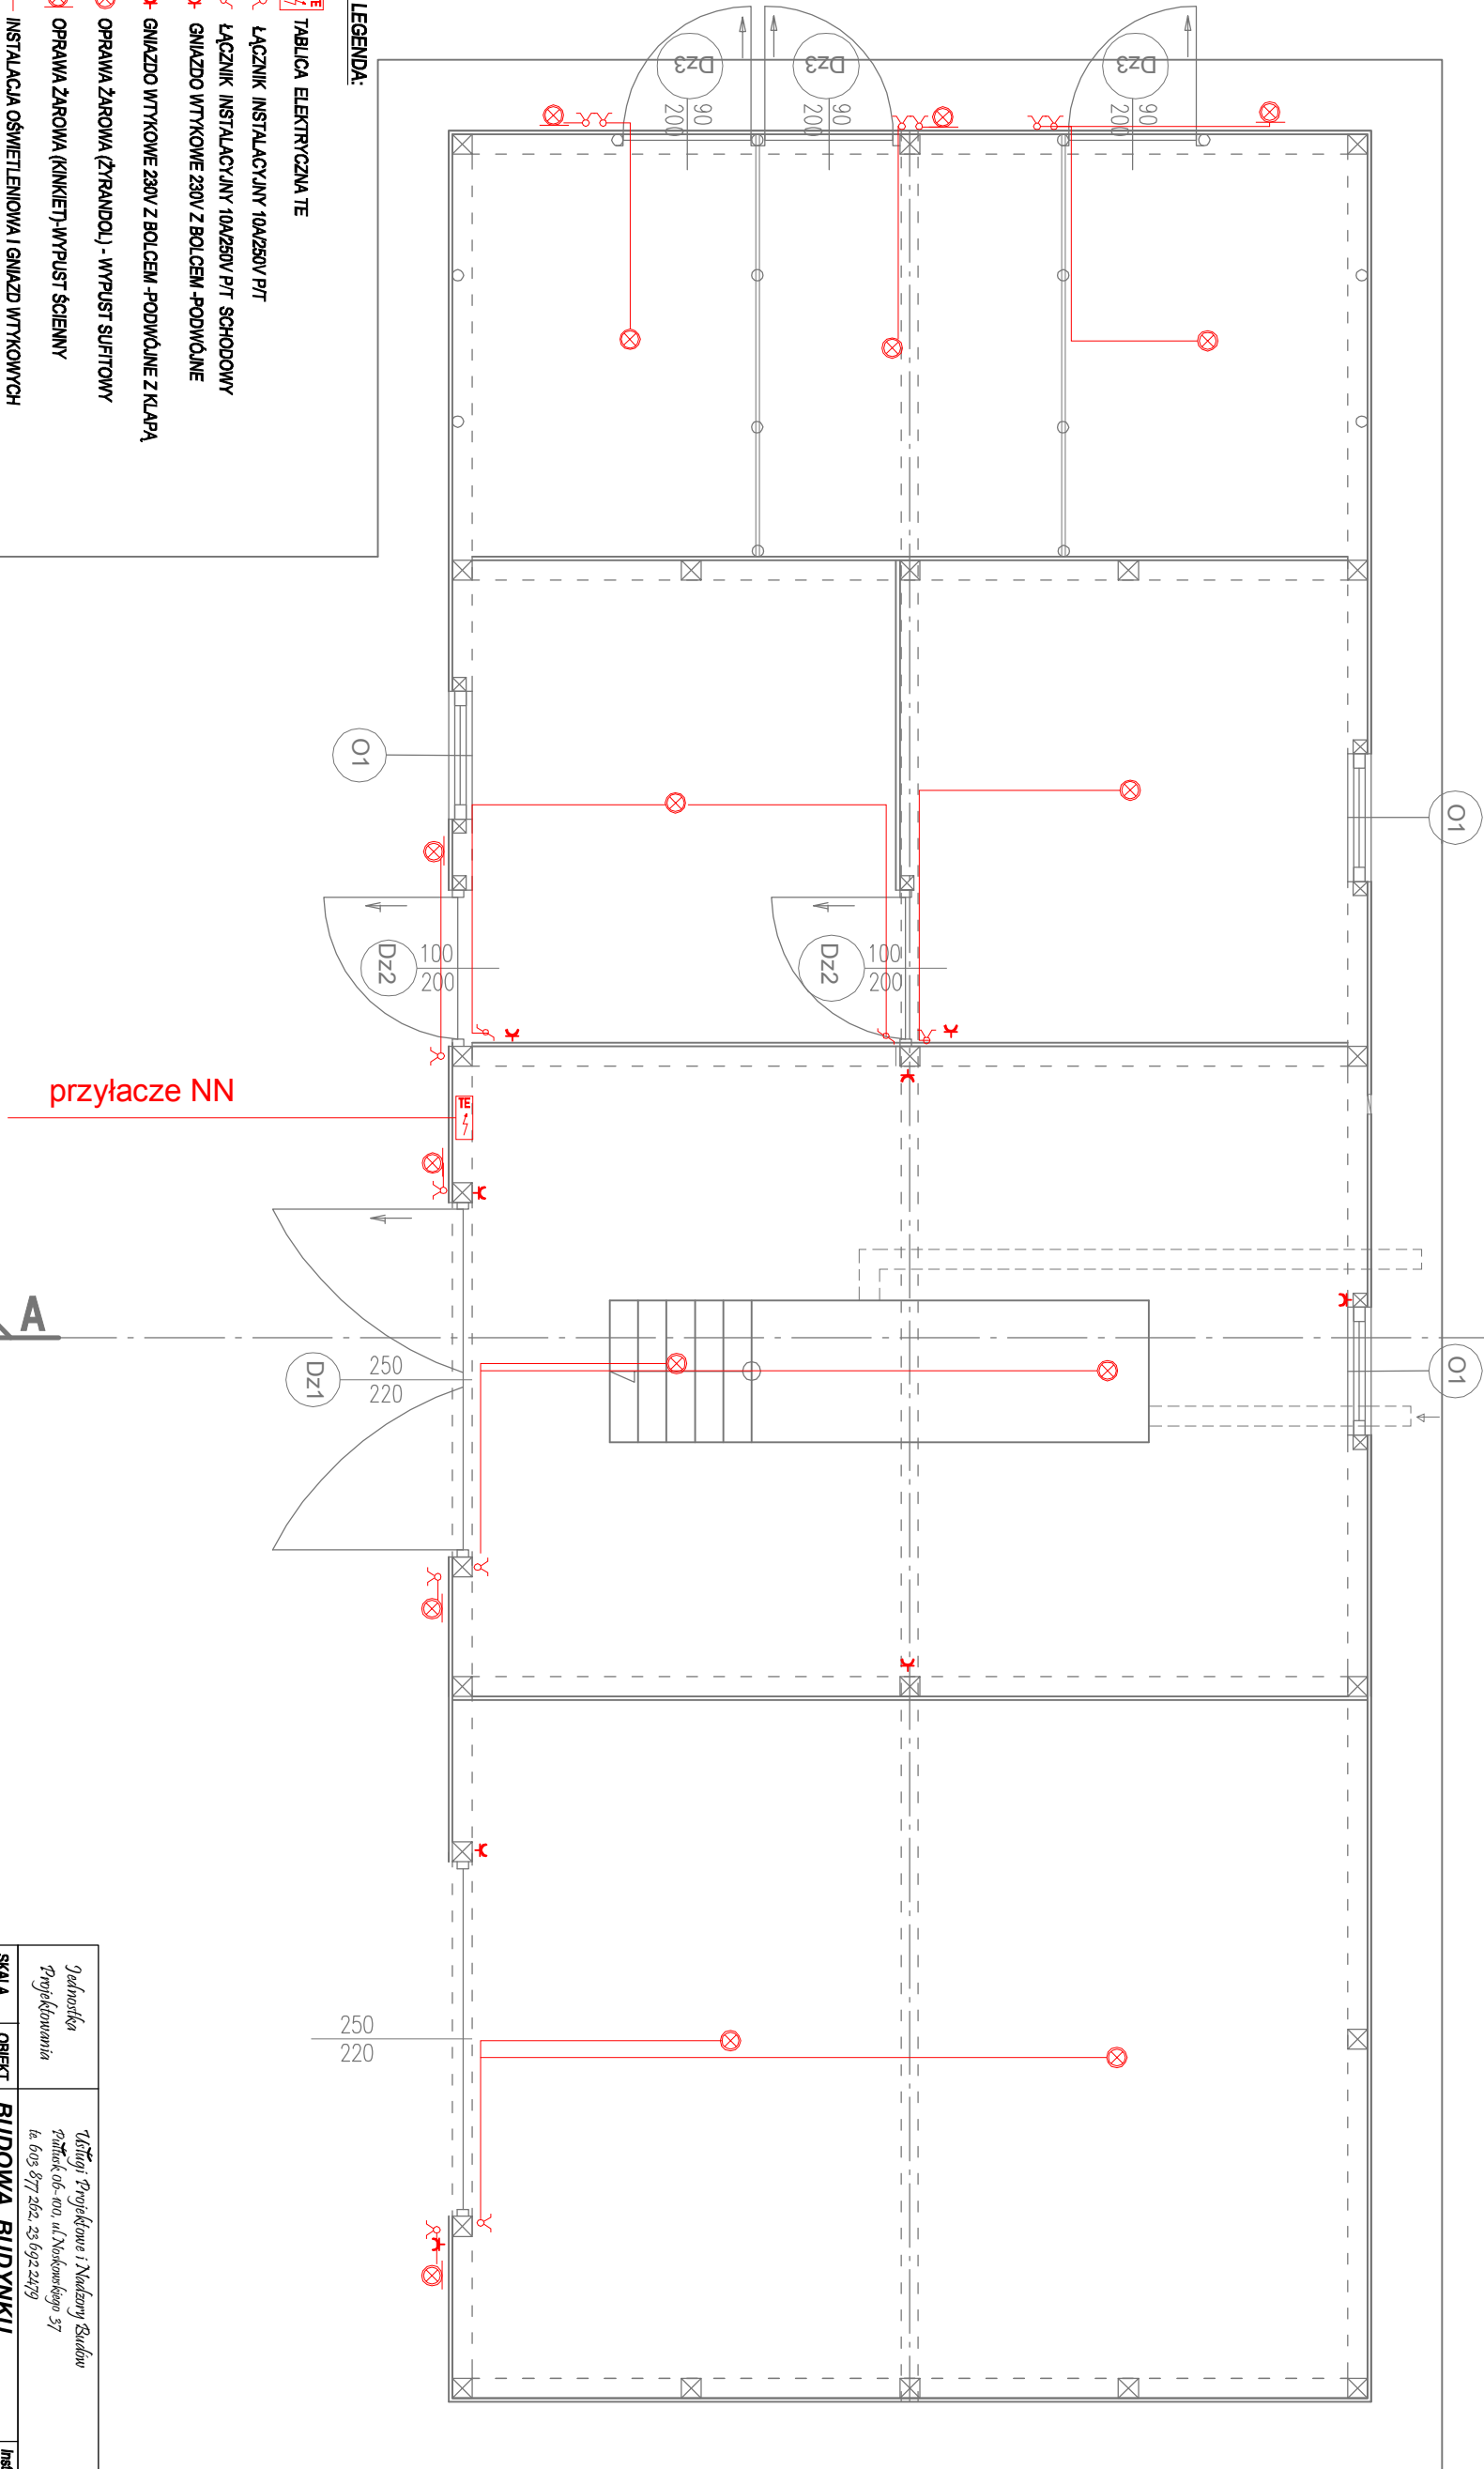 LEGENDA:
TE TABLICA ELEKTRYCZNA TE
ŁĄCZNIK INSTALACYJNY 10A/250V P/T
ŁĄCZNIK INSTALACYJNY 10A/250V P/T SCHODOWY
GNIAZDO WTYKOWE 230V Z BOLCEM -PODWÓJNE
GNIAZDO WTYKOWE 230V Z BOLCEM -PODWÓJNE Z KLAPĄ
OPRAWA ŻAROWA (ŻYRANDOL) - WYPUST SUFITOWY
OPRAWA ŻAROWA (KINKIET)-WYPUST ŚCIENNY
INSTALACJA OŚWIETLENIOWA I GNIAZD WTYKOWYCH
Dz3
90
200
Dz3
90
200
Dz3
90
200
O1
O1
Dz2
100
200
Dz2
100
200
przyłacze NN
TE
A
Dz1
250
220
O1
250
220
Jednostka
Projektowania
Usługi Projektowe i Nadzory Budów
Pułtusk 06-100, ul.Noskowskiego 37
te. 603 877 262, 23 692 2479
SKALA
OBIEKT
BUDOWA BUDYNKU